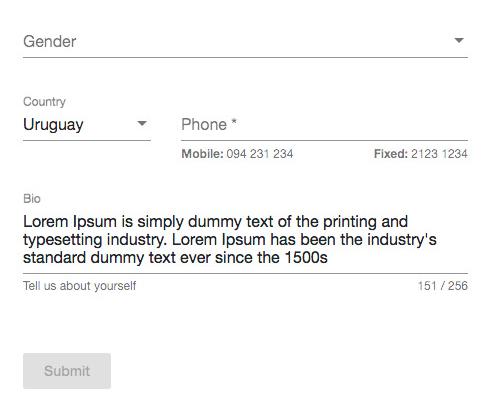 Gender
Country
Uruguay
Phone *
Mobile: 094 231 234
Fixed: 2123 1234
Bio
Lorem Ipsum is simply dummy text of the printing and
typesetting industry. Lorem Ipsum has been the industry's
standard dummy text ever since the 1500s
Tell us about yourself
151 / 256
Submit